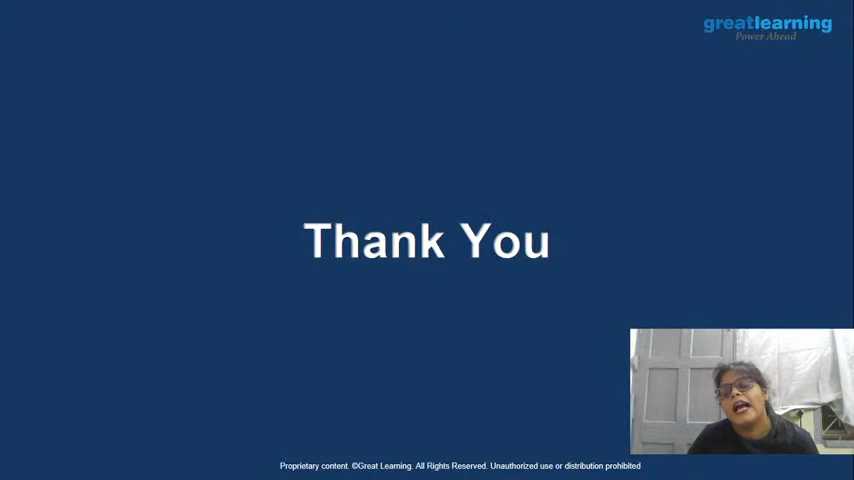 greatlearning
Power Ahead
Thank You
Proprietary content. ©Great Learning. All Rights Reserved. Unauthorized use or distribution prohibited